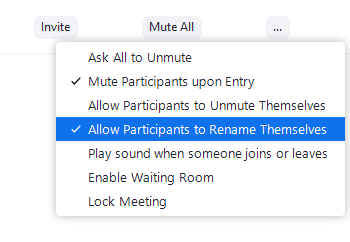 Invite Mute All ...
Ask All to Unmute
Mute Participants upon Entry
Allow Participants to Unmute Themselves
Allow Participants to Rename Themselves
Play sound when someone joins or leaves
Enable Waiting Room
Lock Meeting